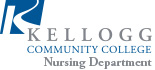 KELLOGG
COMMUNITY COLLEGE
Nursing Department